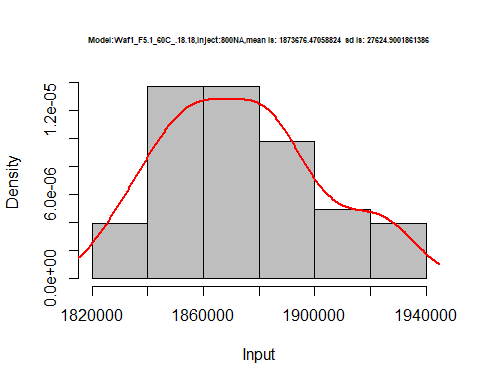 Model:Waf1_F5.1_60C_.18.18,Inject:800NA,mean is: 1873676.47058824 sd is: 27624.9001861386
Density
1.2e-05
6.0e-06
0.0e+00
1820000 1860000 1900000 1940000
Input